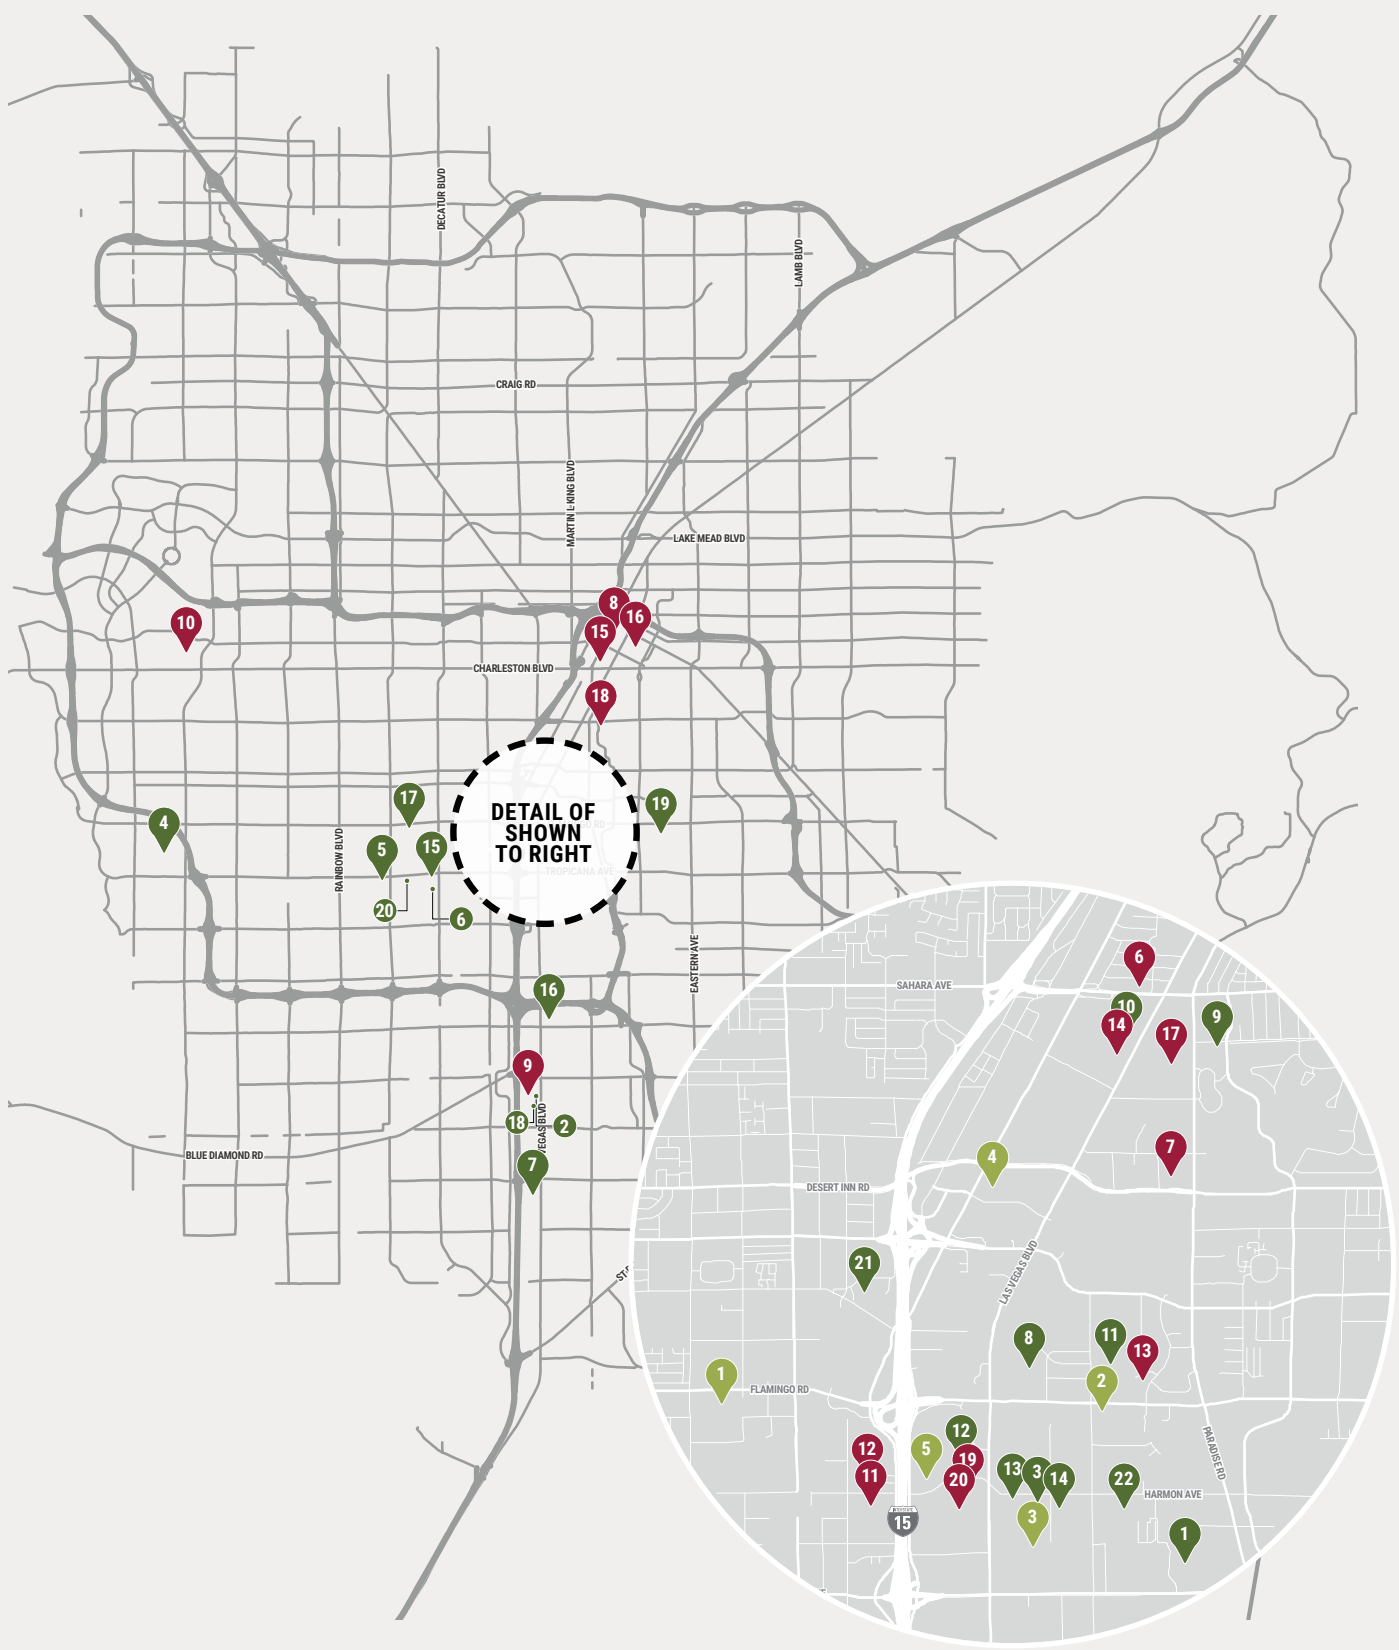 DECATUR BLVD
LAMB BLVD
CRAIG RD
MARTIN L KING BLVD
LAKE MEAD BLVD
8
16
10
15
CHARLESTON BLVD
18
17
19
4
DETAIL OF
SHOWN
TO RIGHT
TROPICANA AVE
RAINBOW BLVD
5
15
20
6
EASTERN AVE
16
9
18
2
VEGAS BLVD
BLUE DIAMOND RD
7
6
SAHARA AVE
10
14
17
9
4
7
DESERT INN RD
21
LAS VEGAS BLVD
8
11
13
1
2
FLAMINGO RD
12
12
5
19
11
20
13
3
14
22
PARADISE RD
HARMON AVE
3
INTERSTATE
15
1